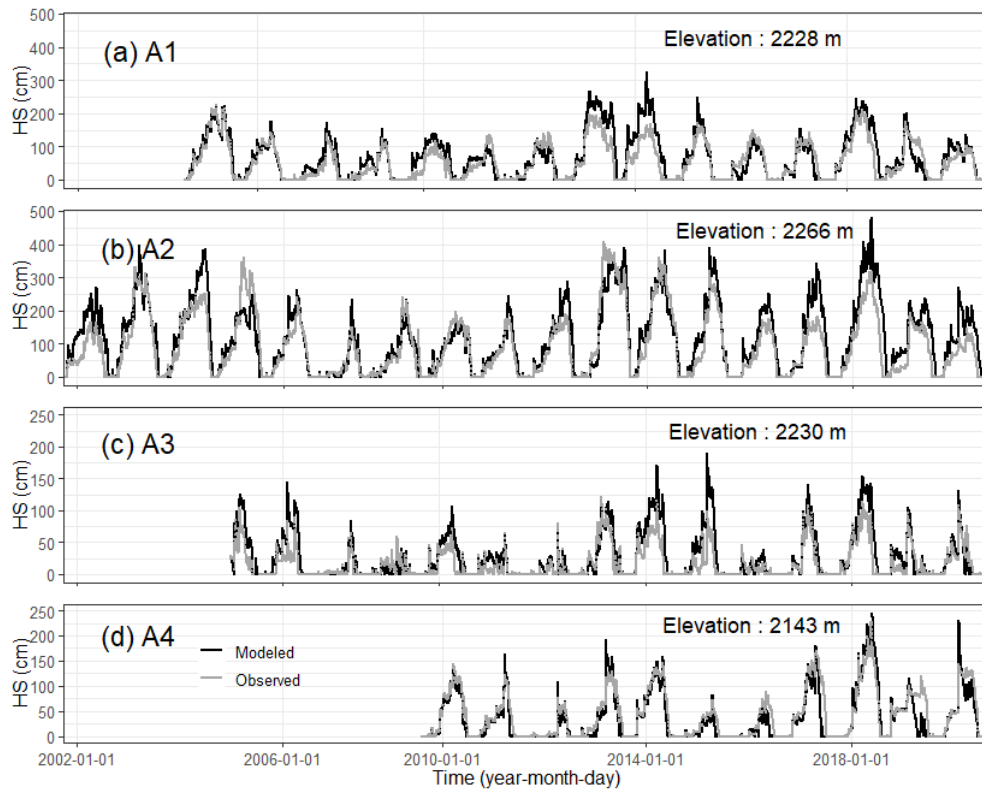 500
400
300
200
100
0
HS (cm)
(a) A1
Elevation : 2228 m
500
400
300
200
100
0
HS (cm)
(b) A2
Elevation : 2266 m
250
200
150
100
50
0
HS (cm)
(c) A3
Elevation : 2230 m
250
200
150
100
50
0
HS (cm)
(d) A4
Elevation : 2143 m
Modeled
Observed
2002-01-01 2006-01-01 2010-01-01 2014-01-01 2018-01-01
Time (year-month-day)